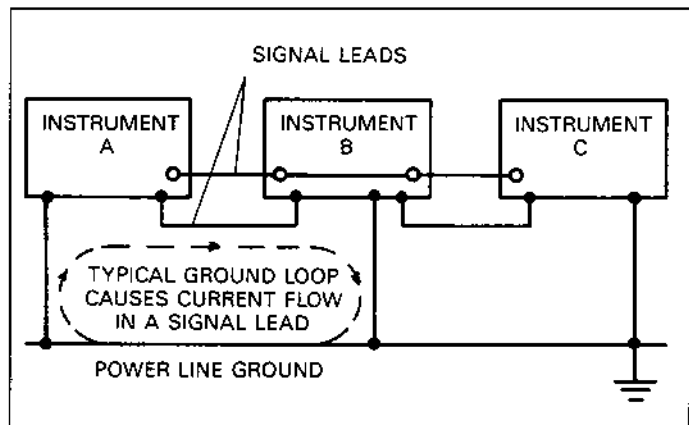 SIGNAL LEADS
INSTRUMENT
A
INSTRUMENT
B
INSTRUMENT
C
TYPICAL GROUND LOOP
CAUSES CURRENT FLOW
IN A SIGNAL LEAD
POWER LINE GROUND